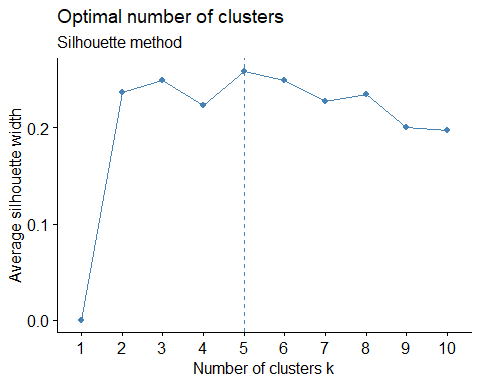 Optimal number of clusters
Silhouette method
Average silhouette width
0.2
0.1
0.0
1 2 3 4 5 6 7 8 9 10
Number of clusters k